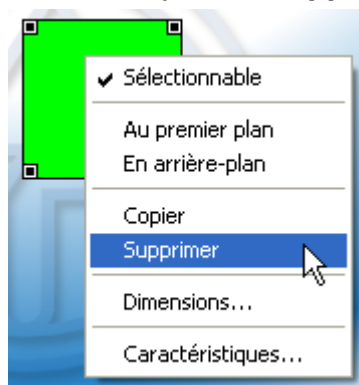 Sélectionnable
Au premier plan
En arrière-plan
Copier
Supprimer
Dimensions...
Caractéristiques...